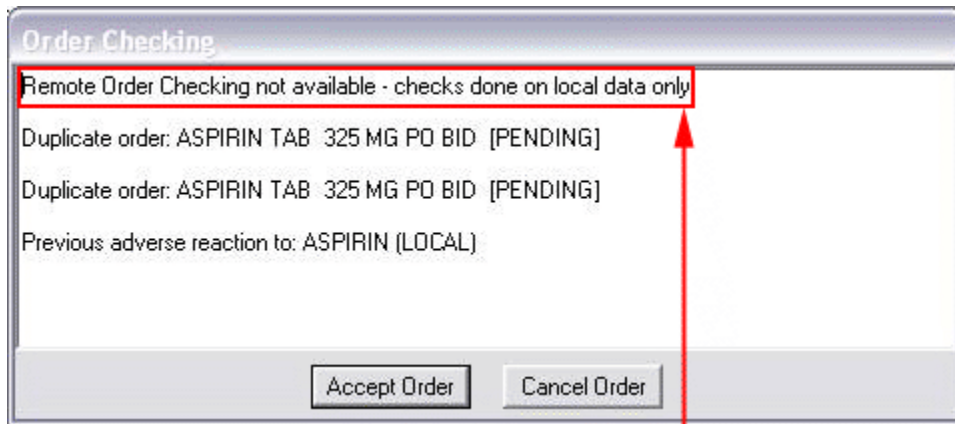 Order Checking
Remote Order Checking not available - checks done on local data only
Duplicate order: ASPIRIN TAB  325 MG PO BID  [PENDING]
Duplicate order: ASPIRIN TAB  325 MG PO BID  [PENDING]
Previous adverse reaction to: ASPIRIN (LOCAL)
Accept Order
Cancel Order